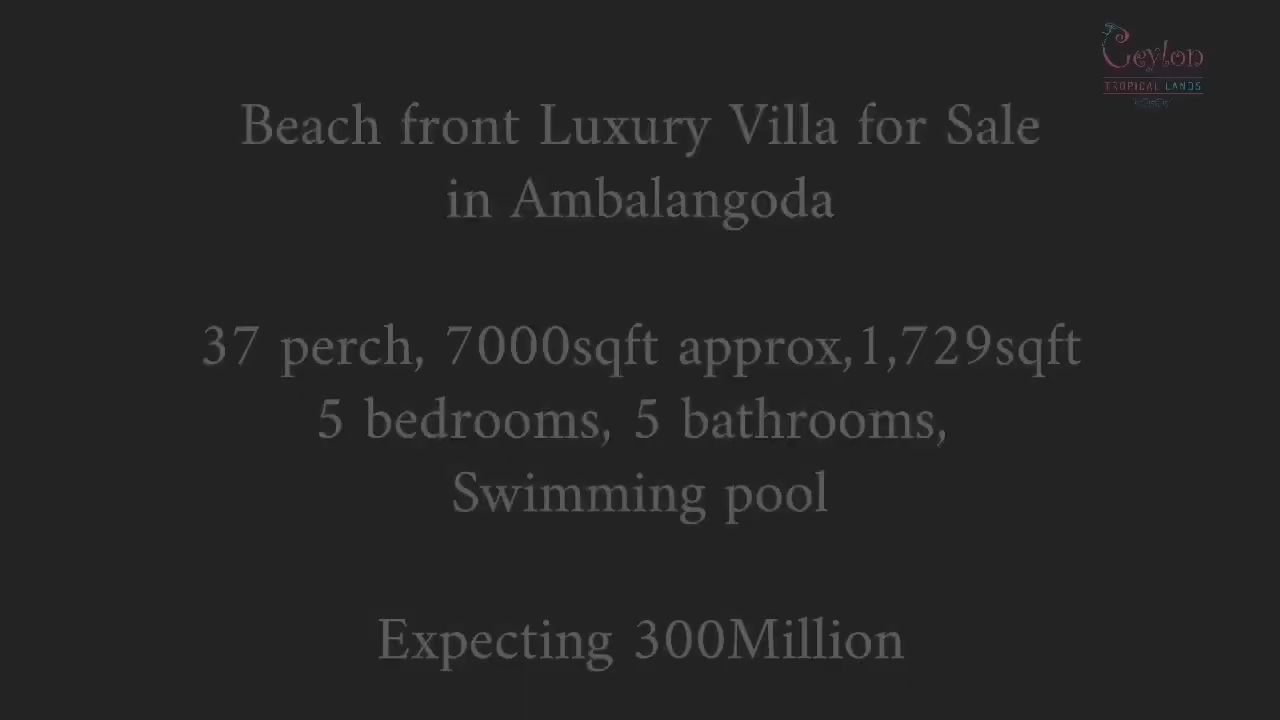 Ceylon
TROPICAL LANDS
Beach front Luxury Villa for Sale
in Ambalangoda
37 perch, 7000sqft approx,1,729sqft
5 bedrooms, 5 bathrooms,
Swimming pool
Expecting 300Million